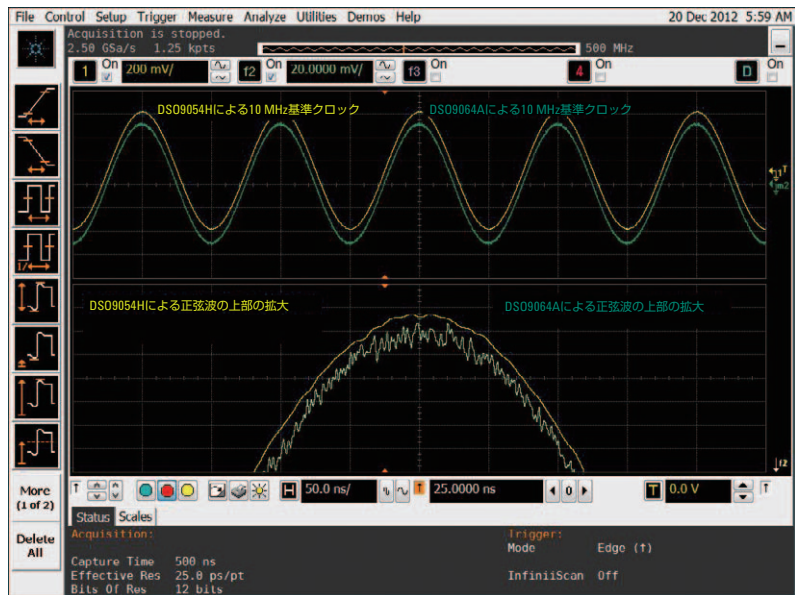 File Control Setup Trigger Measure Analyze Utilities Demos Help
20 Dec 2012 5:59 AM
Acquisition is stopped.
2.50 GSa/s 1.25 kpts
500 MHz
1 On 200 mV/ f2 On 20.0000 mV/ f3 On 4 On D On
DSO9054Hによる10 MHz基準クロック
DSO9064Aによる10 MHz基準クロック
1T
m2
DSO9054Hによる正弦波の上部の拡大
DSO9064Aによる正弦波の上部の拡大
f2
More
(1 of 2)
Delete
All
T H 50.0 ns/ T 25.0000 ns 0 T 0.0 V T
Status Scales
Acquisition:
Capture Time 500 ns
Effective Res 25.0 ps/pt
Bits Of Res 12 bits
Trigger:
Mode Edge (↑)
InfiniiScan Off